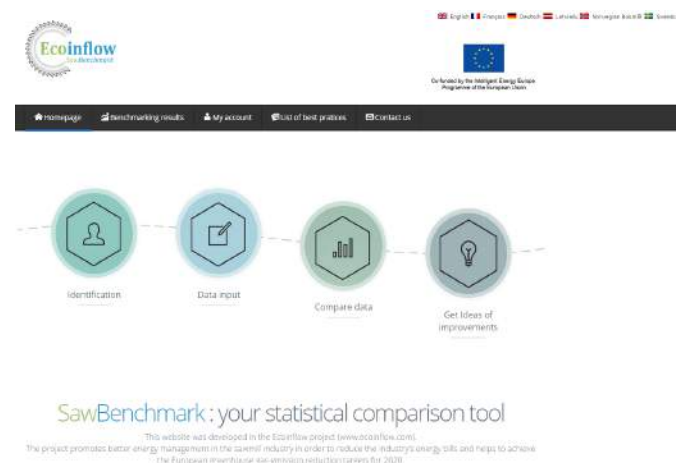 English Français Deutsch Latviešu Norwegian Svenska
Ecoinflow
SawBenchmark
Co-funded by the Intelligent Energy Europe
Programme of the European Union
Homepage Benchmarking results My account List of best pratices Contact us
Identification
Data input
Compare data
Get Ideas of
improvements
SawBenchmark : your statistical comparison tool
This website was developed in the Ecoinflow project (www.ecoinflow.com).
The project promotes better energy management in the sawmill industry in order to reduce the industry's energy bills and helps to achieve
the European greenhouse gas emission reduction targets for 2020.